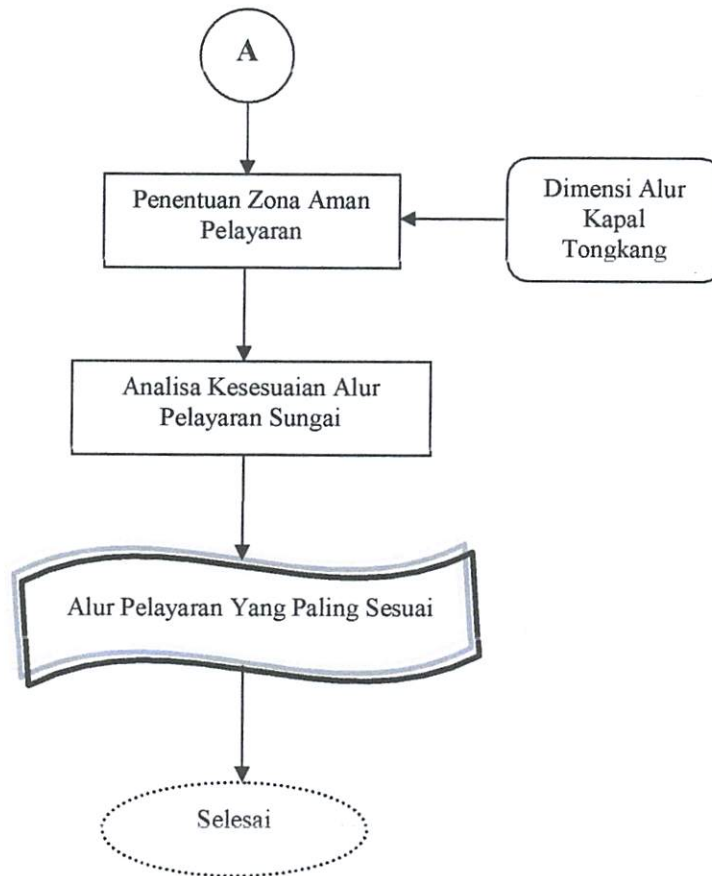 A
Penentuan Zona Aman
Pelayaran
Dimensi Alur
Kapal
Tongkang
Analisa Kesesuaian Alur
Pelayaran Sungai
Alur Pelayaran Yang Paling Sesuai
Selesai